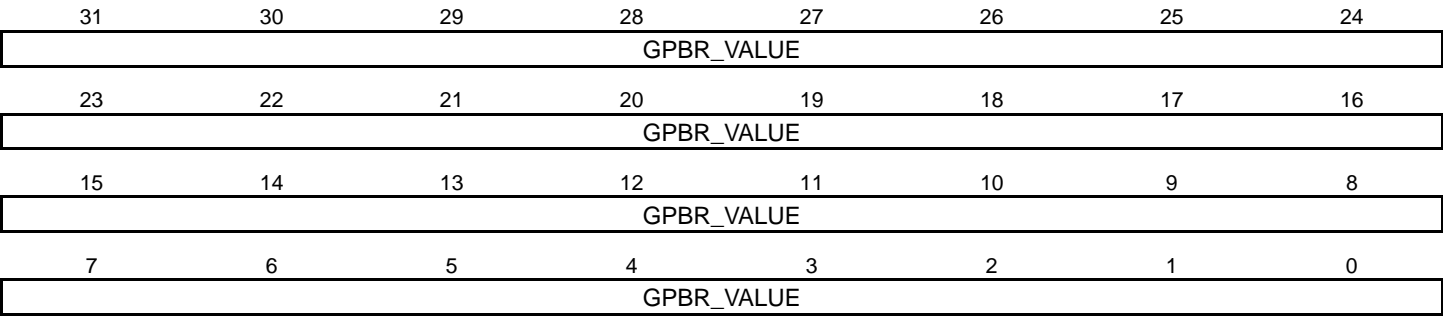 31 30 29 28 27 26 25 24
GPBR_VALUE
23 22 21 20 19 18 17 16
GPBR_VALUE
15 14 13 12 11 10 9 8
GPBR_VALUE
7 6 5 4 3 2 1 0
GPBR_VALUE